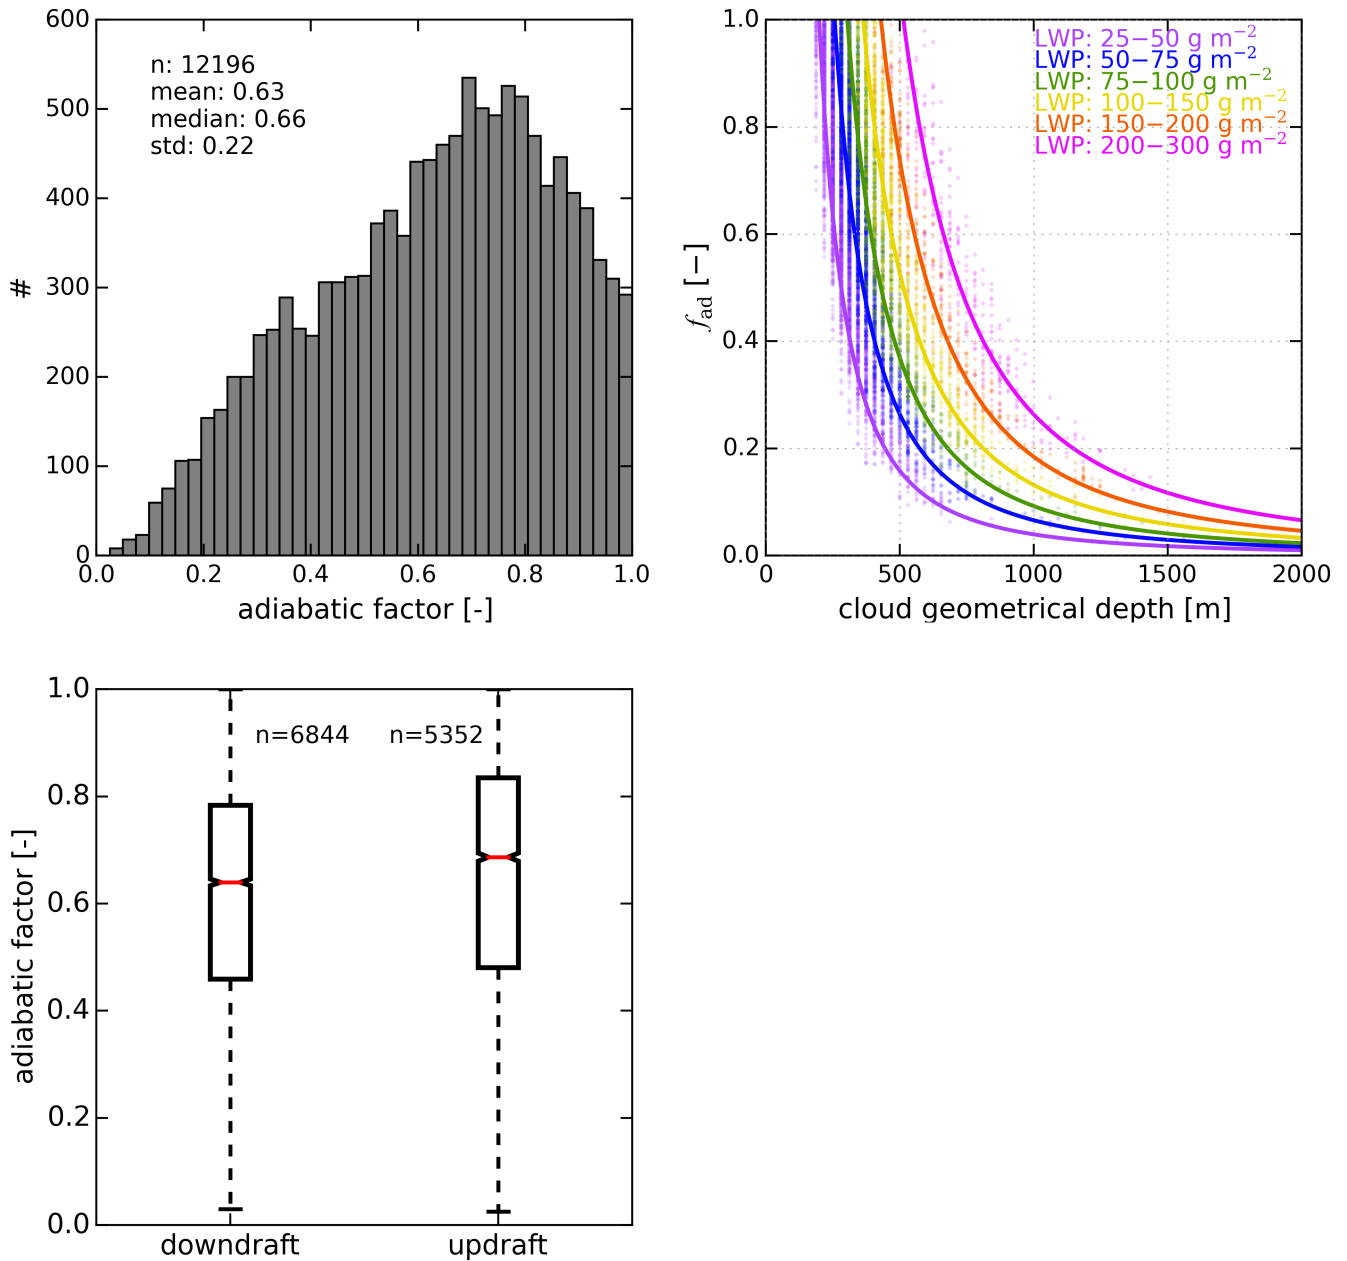 600
500
400
300
200
100
0
#
n: 12196
mean: 0.63
median: 0.66
std: 0.22
0.0 0.2 0.4 0.6 0.8 1.0
adiabatic factor [-]
1.0
0.8
0.6
0.4
0.2
0.0
f_ad [−]
LWP: 25−50 g m⁻²
LWP: 50−75 g m⁻²
LWP: 75−100 g m⁻²
LWP: 100−150 g m⁻²
LWP: 150−200 g m⁻²
LWP: 200−300 g m⁻²
0 500 1000 1500 2000
cloud geometrical depth [m]
1.0
0.8
0.6
0.4
0.2
0.0
adiabatic factor [-]
n=6844 n=5352
downdraft updraft